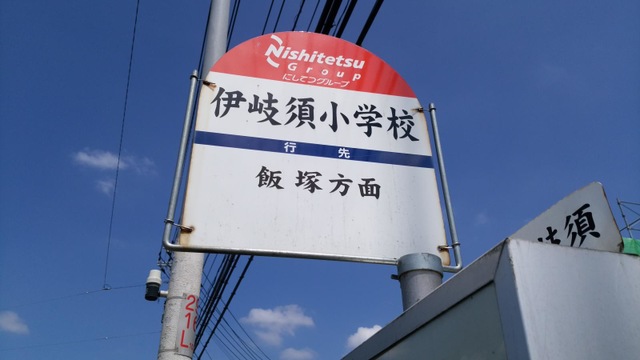 Nishitetsu
Group
にしてつグループ
伊岐須小学校
行先
飯塚方面
岐須
21L